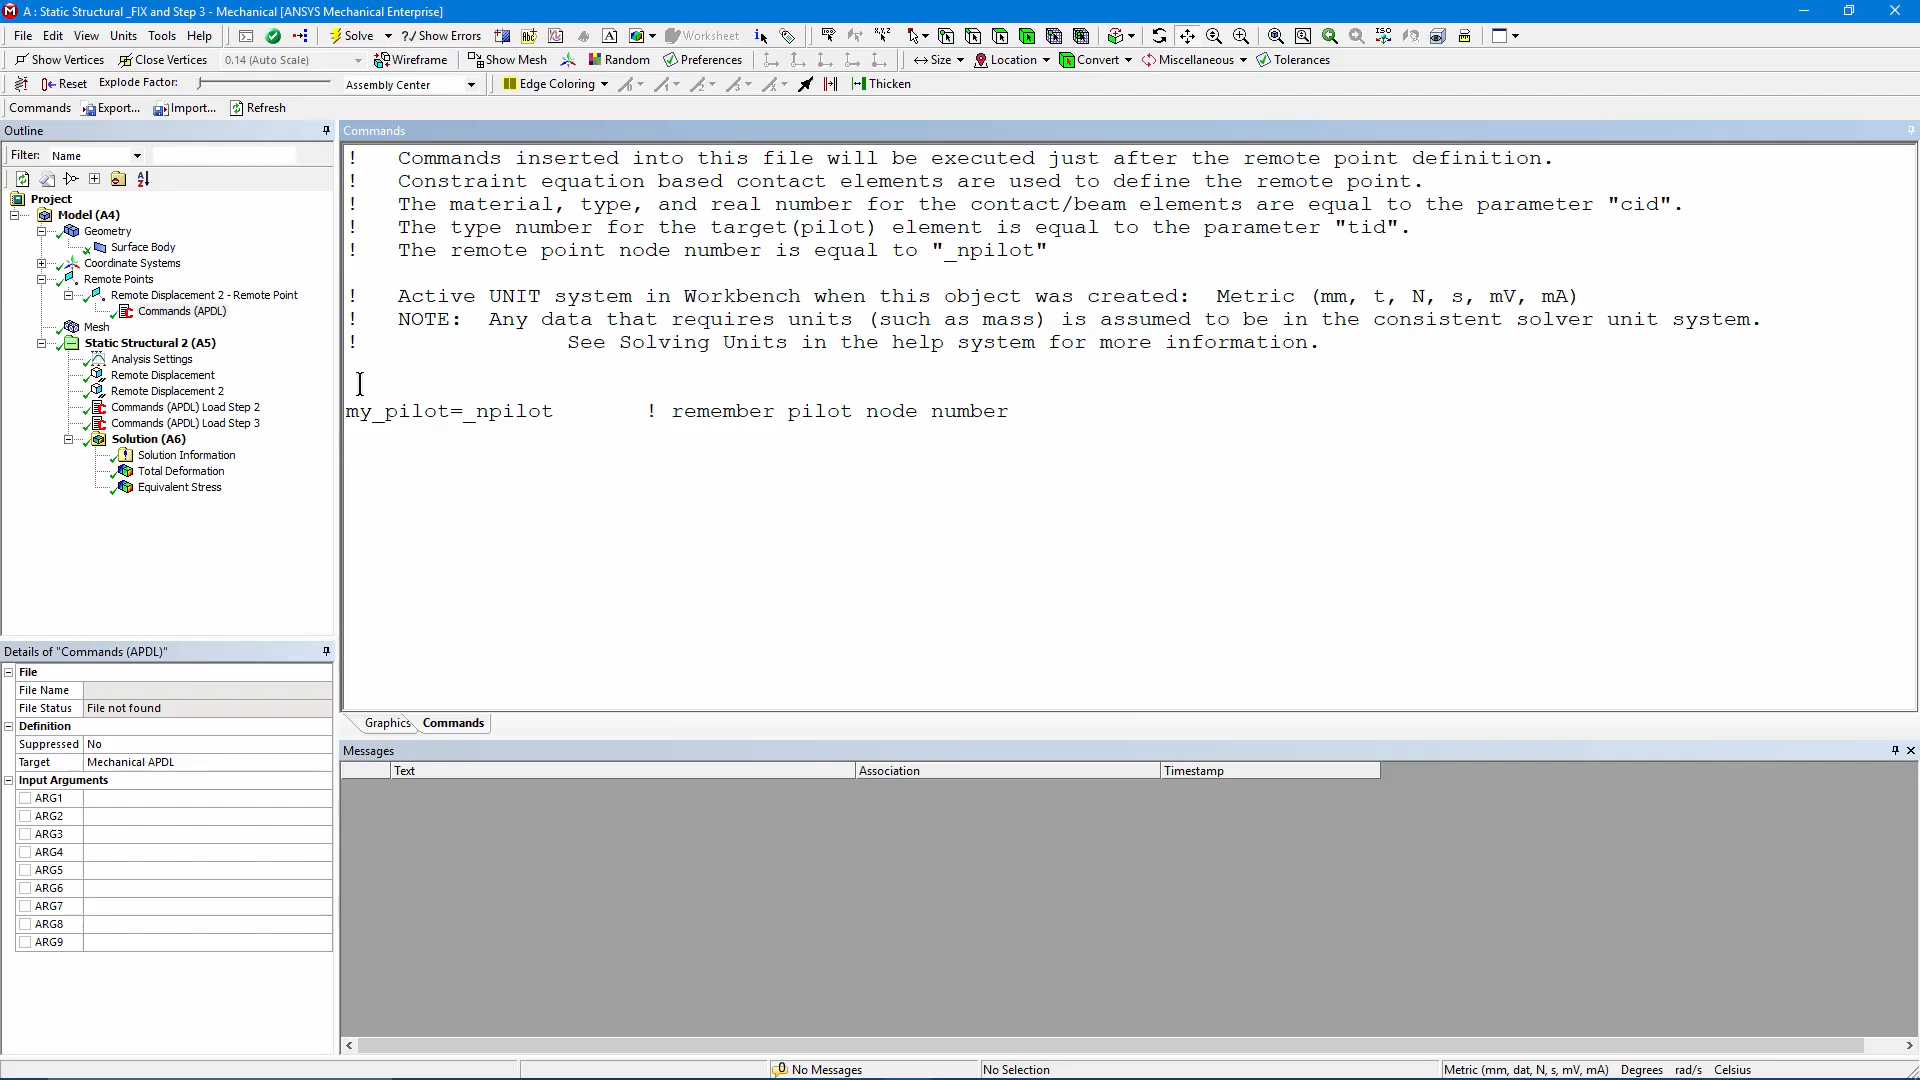 A : Static Structural _FIX and Step 3 - Mechanical [ANSYS Mechanical Enterprise]
File Edit View Units Tools Help Solve ?/ Show Errors Worksheet
Show Vertices Close Vertices 0.14 (Auto Scale) Wireframe Show Mesh Random Preferences Size Location Convert Miscellaneous Tolerances
Reset Explode Factor: Assembly Center Edge Coloring Thicken
Commands Export... Import... Refresh
Outline
Filter: Name
Project
Model (A4)
Geometry
Surface Body
Coordinate Systems
Remote Points
Remote Displacement 2 - Remote Point
Commands (APDL)
Mesh
Static Structural 2 (A5)
Analysis Settings
Remote Displacement
Remote Displacement 2
Commands (APDL) Load Step 2
Commands (APDL) Load Step 3
Solution (A6)
Solution Information
Total Deformation
Equivalent Stress
Details of "Commands (APDL)"
File
File Name
File Status File not found
Definition
Suppressed No
Target Mechanical APDL
Input Arguments
ARG1
ARG2
ARG3
ARG4
ARG5
ARG6
ARG7
ARG8
ARG9
Commands
! Commands inserted into this file will be executed just after the remote point definition.
! Constraint equation based contact elements are used to define the remote point.
! The material, type, and real number for the contact/beam elements are equal to the parameter "cid".
! The type number for the target(pilot) element is equal to the parameter "tid".
! The remote point node number is equal to "_npilot"
! Active UNIT system in Workbench when this object was created: Metric (mm, t, N, s, mV, mA)
! NOTE: Any data that requires units (such as mass) is assumed to be in the consistent solver unit system.
! See Solving Units in the help system for more information.
my_pilot=_npilot ! remember pilot node number
Graphics Commands
Messages
Text Association Timestamp
0 No Messages No Selection Metric (mm, dat, N, s, mV, mA) Degrees rad/s Celsius